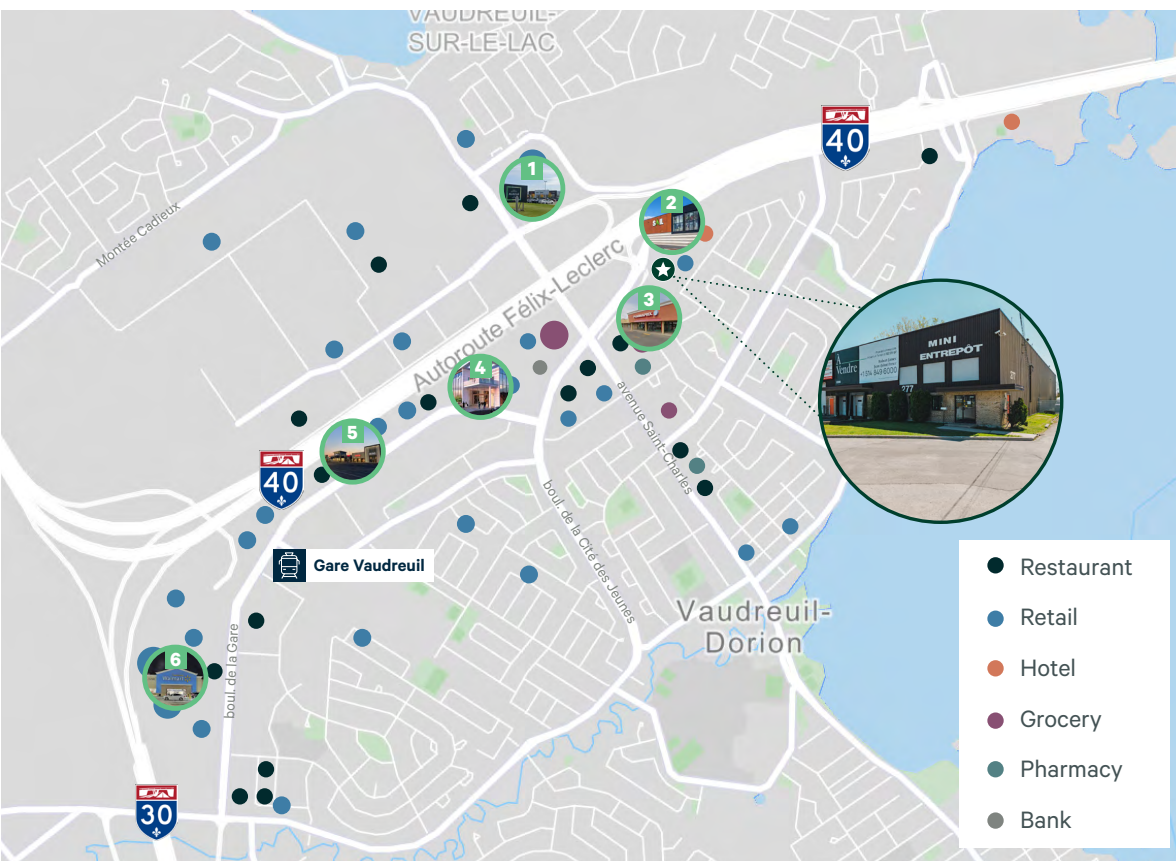 VAUDREUIL-
SUR-LE-LAC
40
1
Montée Cadieux
2
Autoroute Félix-Leclerc
3
MINI
ENTREPÔT
À
Vendre
277
4
avenue Saint-Charles
5
40
boul. de la Cité des Jeunes
Gare Vaudreuil
Restaurant
Retail
Vaudreuil-
Dorion
Hotel
6
boul. de la Gare
Grocery
Pharmacy
30
Bank